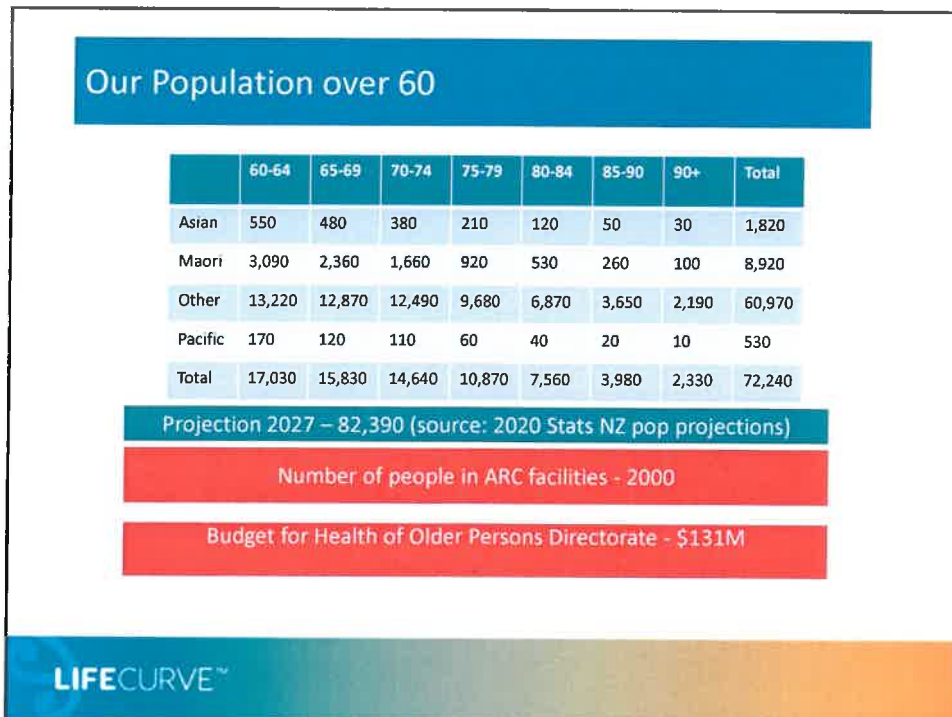 Our Population over 60
60-64 65-69 70-74 75-79 80-84 85-90 90+ Total
Asian 550 480 380 210 120 50 30 1,820
Maori 3,090 2,360 1,660 920 530 260 100 8,920
Other 13,220 12,870 12,490 9,680 6,870 3,650 2,190 60,970
Pacific 170 120 110 60 40 20 10 530
Total 17,030 15,830 14,640 10,870 7,560 3,980 2,330 72,240
Projection 2027 – 82,390 (source: 2020 Stats NZ pop projections)
Number of people in ARC facilities - 2000
Budget for Health of Older Persons Directorate - $131M
LIFECURVE™